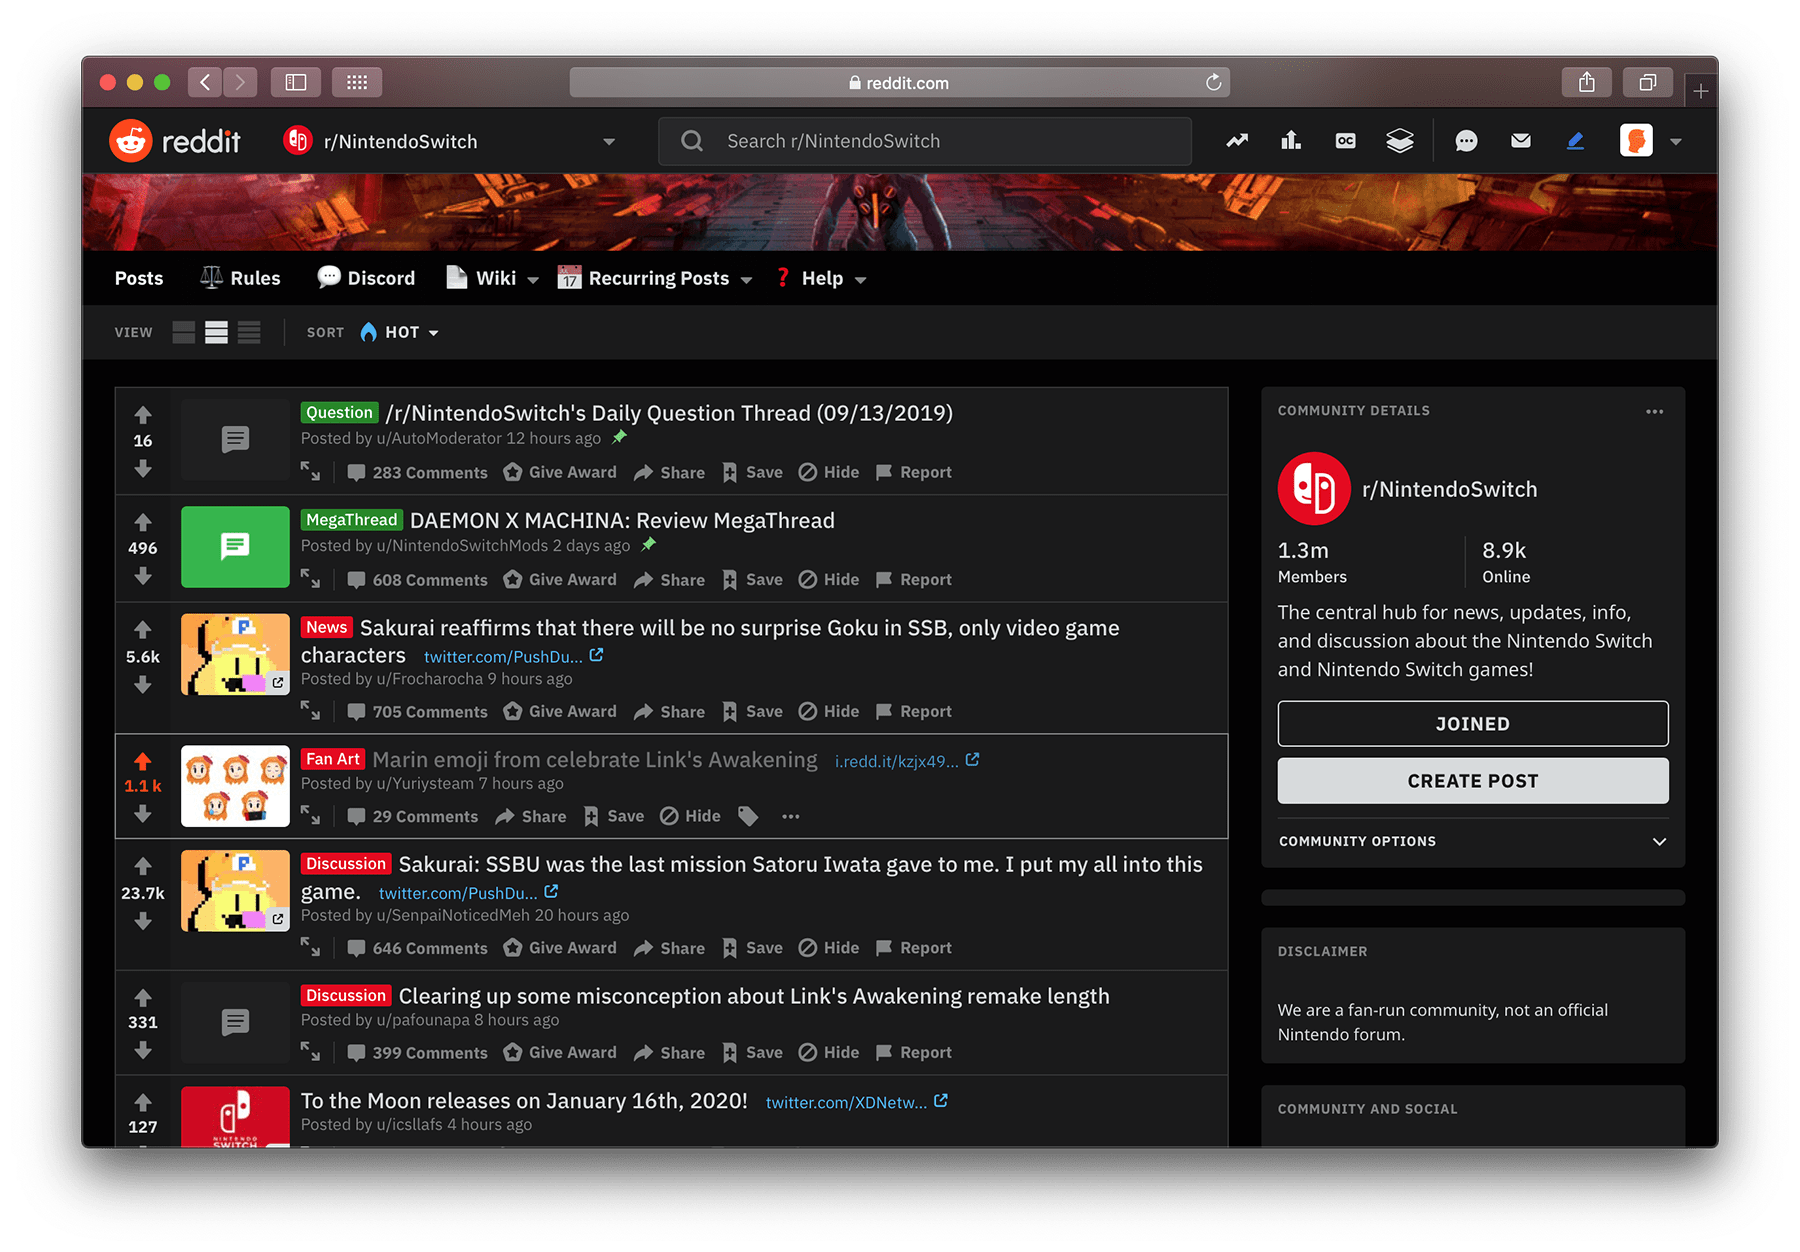 reddit.com
reddit r/NintendoSwitch Search r/NintendoSwitch OC
Posts Rules Discord Wiki 17 Recurring Posts ? Help
VIEW SORT HOT
16
Question /r/NintendoSwitch's Daily Question Thread (09/13/2019)
Posted by u/AutoModerator 12 hours ago
283 Comments Give Award Share Save Hide Report
496
MegaThread DAEMON X MACHINA: Review MegaThread
Posted by u/NintendoSwitchMods 2 days ago
608 Comments Give Award Share Save Hide Report
5.6k
P
News Sakurai reaffirms that there will be no surprise Goku in SSB, only video game
characters twitter.com/PushDu...
Posted by u/Frocharocha 9 hours ago
705 Comments Give Award Share Save Hide Report
1.1k
Fan Art Marin emoji from celebrate Link's Awakening i.redd.it/kzjx49...
Posted by u/Yuriysteam 7 hours ago
29 Comments Share Save Hide
23.7k
P
Discussion Sakurai: SSBU was the last mission Satoru Iwata gave to me. I put my all into this
game. twitter.com/PushDu...
Posted by u/SenpaiNoticedMeh 20 hours ago
646 Comments Give Award Share Save Hide Report
331
Discussion Clearing up some misconception about Link's Awakening remake length
Posted by u/pafounapa 8 hours ago
399 Comments Give Award Share Save Hide Report
127
NINTENDO
SWITCH
To the Moon releases on January 16th, 2020! twitter.com/XDNetw...
Posted by u/icsllafs 4 hours ago
COMMUNITY DETAILS
r/NintendoSwitch
1.3m 8.9k
Members Online
The central hub for news, updates, info,
and discussion about the Nintendo Switch
and Nintendo Switch games!
JOINED
CREATE POST
COMMUNITY OPTIONS
DISCLAIMER
We are a fan-run community, not an official
Nintendo forum.
COMMUNITY AND SOCIAL